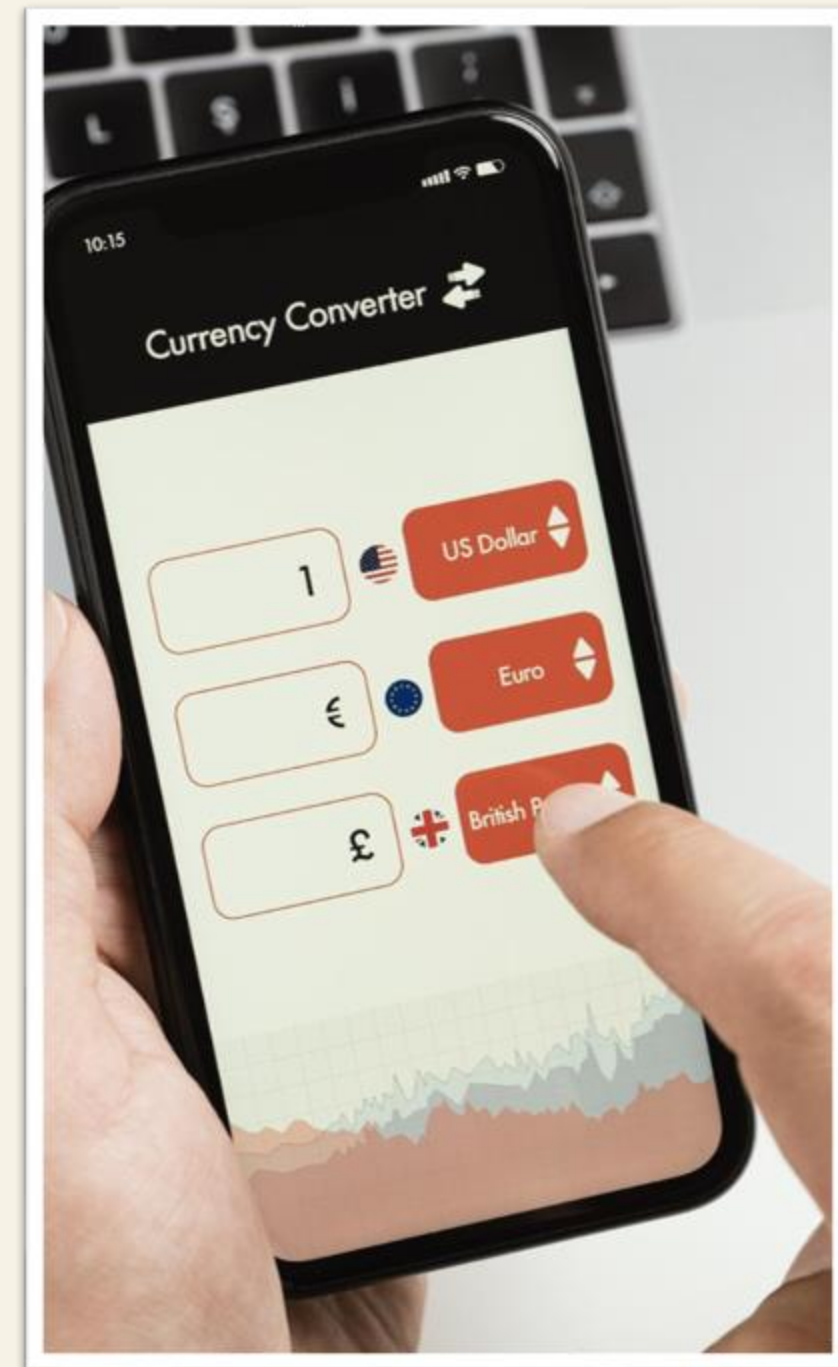 L Ş İ
10:15
Currency Converter
1 US Dollar
€ Euro
£ British